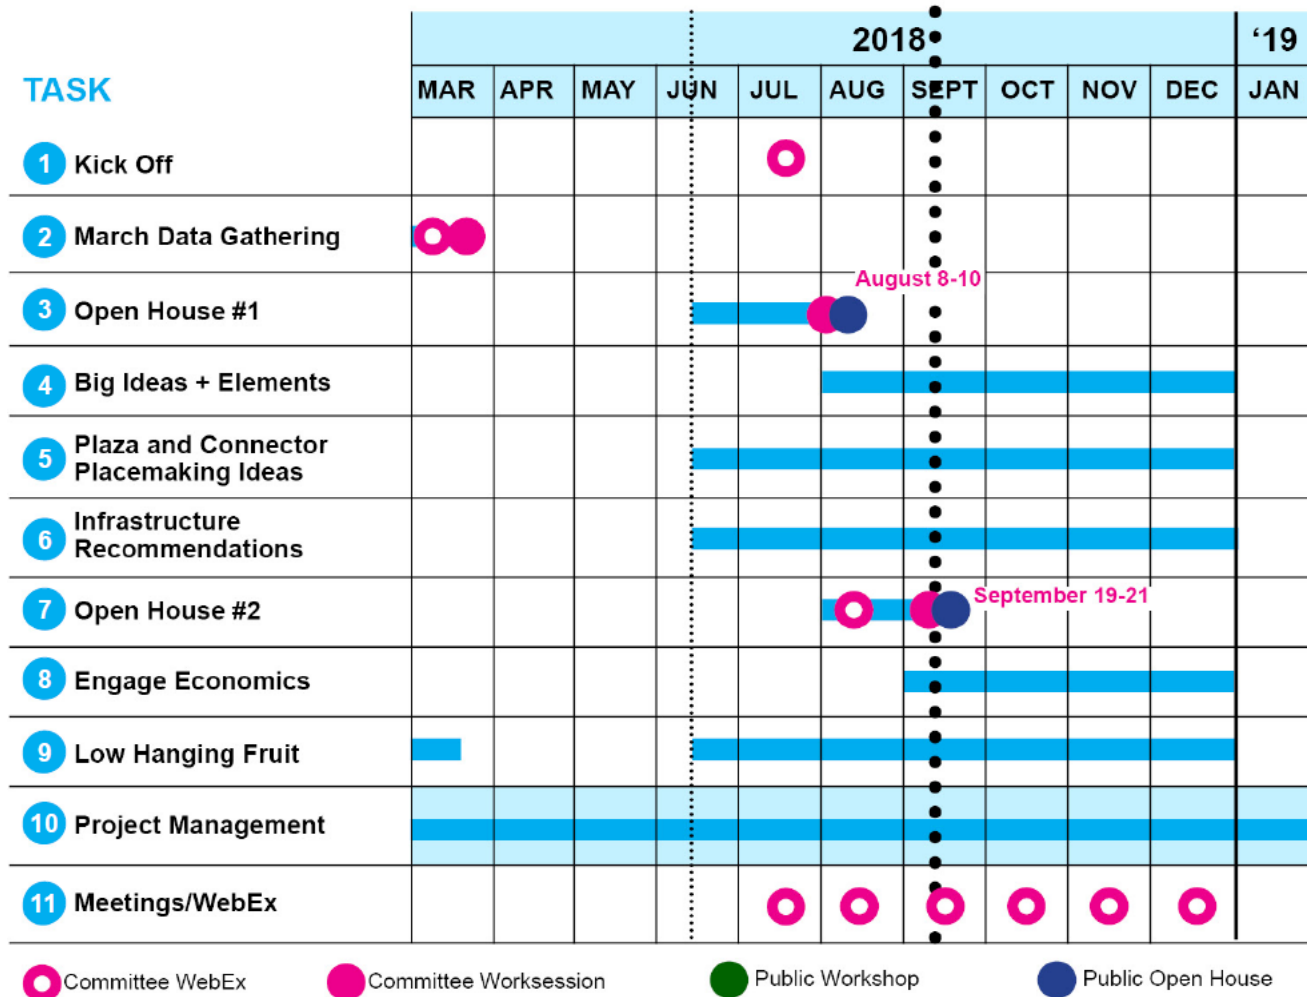 2018 ‘19
TASK MAR APR MAY JUN JUL AUG SEPT OCT NOV DEC JAN
1 Kick Off
2 March Data Gathering
August 8-10
3 Open House #1
4 Big Ideas + Elements
5 Plaza and Connector
Placemaking Ideas
6 Infrastructure
Recommendations
7 Open House #2 September 19-21
8 Engage Economics
9 Low Hanging Fruit
10 Project Management
11 Meetings/WebEx
Committee WebEx Committee Worksession Public Workshop Public Open House